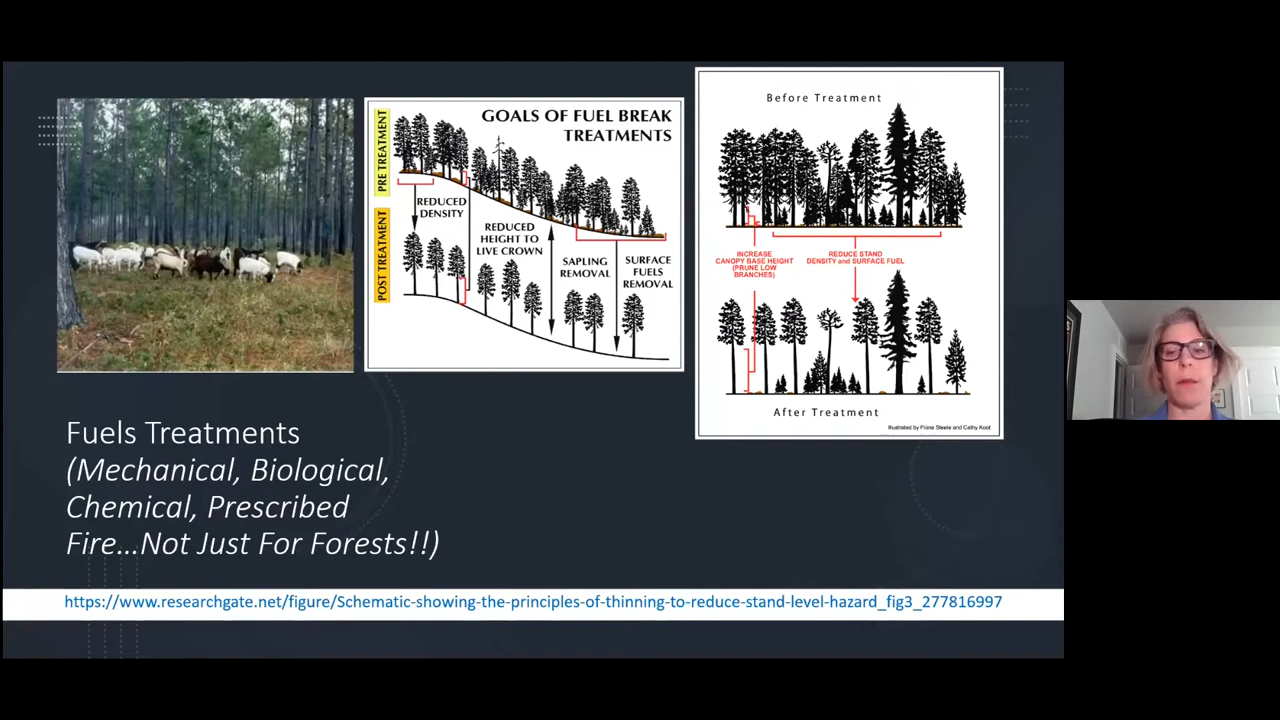 GOALS OF FUEL BREAK
TREATMENTS
PRE TREATMENT
POST TREATMENT
REDUCED
DENSITY
REDUCED
HEIGHT TO
LIVE CROWN
SAPLING
REMOVAL
SURFACE
FUELS
REMOVAL
Before Treatment
INCREASE
CANOPY BASE HEIGHT
(PRUNE LOW
BRANCHES)
REDUCE STAND
DENSITY and SURFACE FUEL
After Treatment
Illustrated by Fiona Steele and Cathy Koot
Fuels Treatments
(Mechanical, Biological,
Chemical, Prescribed
Fire...Not Just For Forests!!)
https://www.researchgate.net/figure/Schematic-showing-the-principles-of-thinning-to-reduce-stand-level-hazard_fig3_277816997